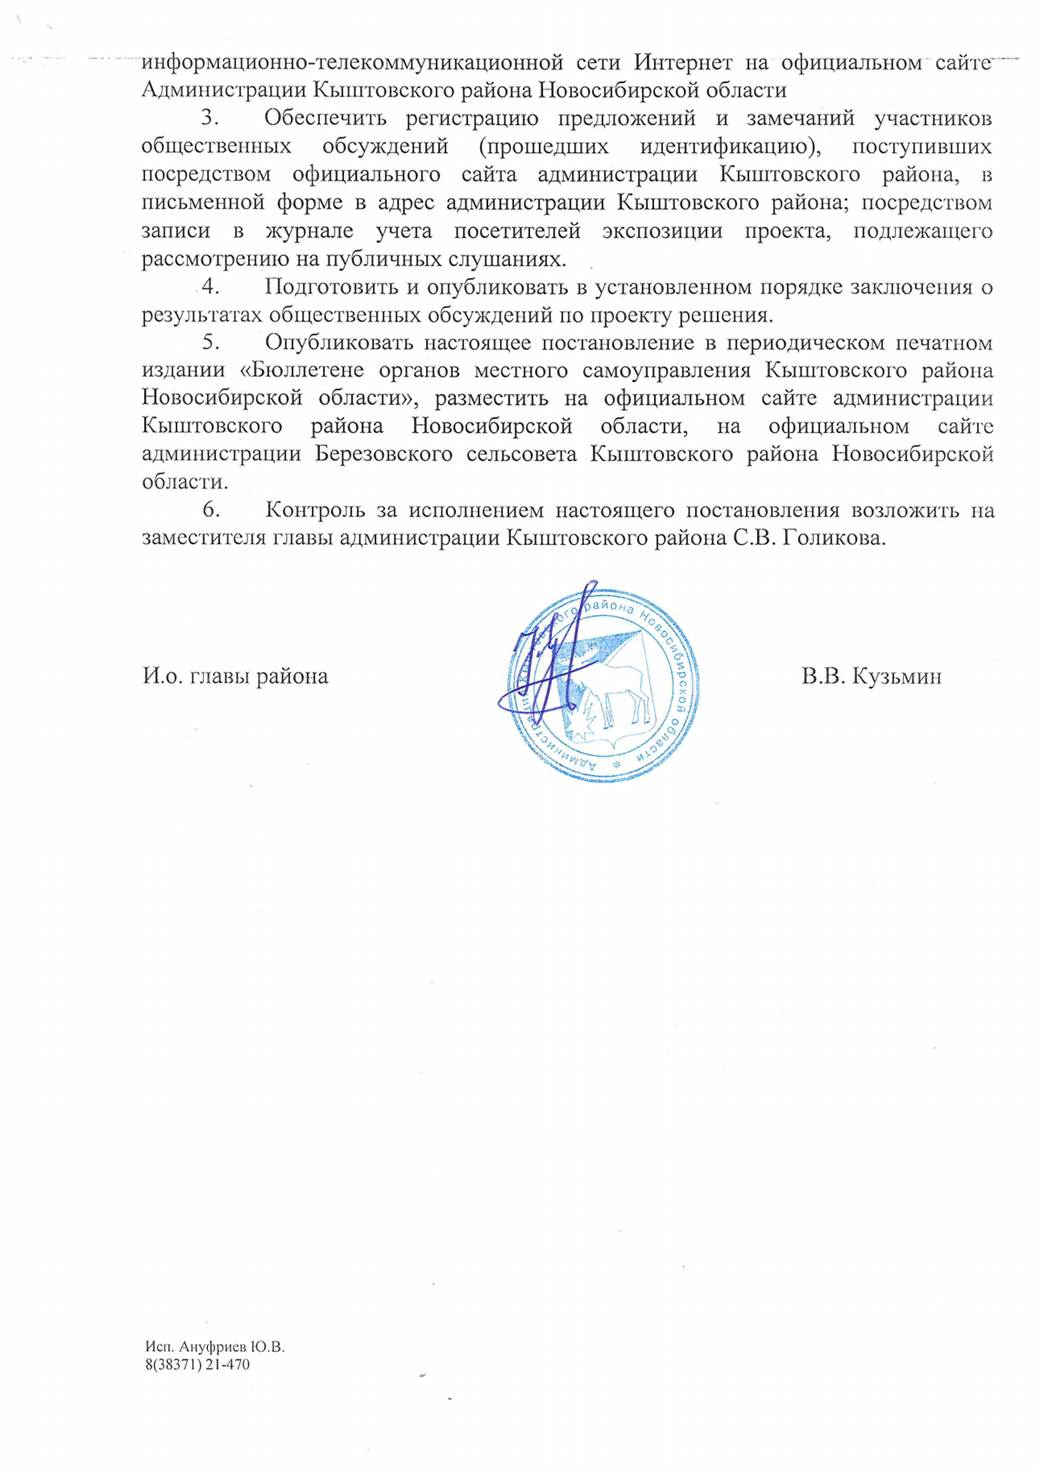 информационно-телекоммуникационной сети Интернет на официальном сайте
Администрации Кыштовского района Новосибирской области
3. Обеспечить регистрацию предложений и замечаний участников
общественных обсуждений (прошедших идентификацию), поступивших
посредством официального сайта администрации Кыштовского района, в
письменной форме в адрес администрации Кыштовского района; посредством
записи в журнале учета посетителей экспозиции проекта, подлежащего
рассмотрению на публичных слушаниях.
4. Подготовить и опубликовать в установленном порядке заключения о
результатах общественных обсуждений по проекту решения.
5. Опубликовать настоящее постановление в периодическом печатном
издании «Бюллетене органов местного самоуправления Кыштовского района
Новосибирской области», разместить на официальном сайте администрации
Кыштовского района Новосибирской области, на официальном сайте
администрации Березовского сельсовета Кыштовского района Новосибирской
области.
6. Контроль за исполнением настоящего постановления возложить на
заместителя главы администрации Кыштовского района С.В. Голикова.
И.о. главы района
Администрация Кыштовского района Новосибирской области *
В.В. Кузьмин
Исп. Ануфриев Ю.В.
8(38371) 21-470